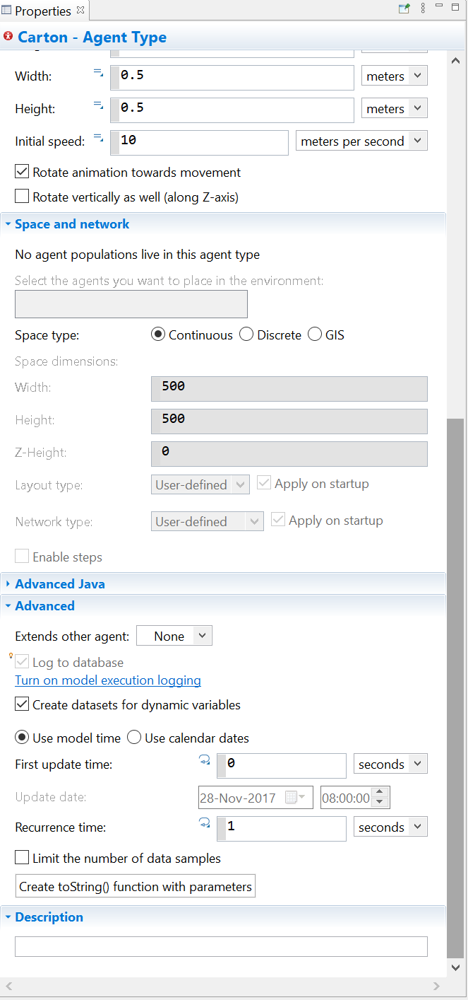 Properties
Carton - Agent Type
Width: 0.5 meters
Height: 0.5 meters
Initial speed: 10 meters per second
Rotate animation towards movement
Rotate vertically as well (along Z-axis)
Space and network
No agent populations live in this agent type
Select the agents you want to place in the environment:
Space type: Continuous Discrete GIS
Space dimensions:
Width: 500
Height: 500
Z-Height: 0
Layout type: User-defined Apply on startup
Network type: User-defined Apply on startup
Enable steps
Advanced Java
Advanced
Extends other agent: None
Log to database
Turn on model execution logging
Create datasets for dynamic variables
Use model time Use calendar dates
First update time: 0 seconds
Update date: 28-Nov-2017 08:00:00
Recurrence time: 1 seconds
Limit the number of data samples
Create toString() function with parameters
Description